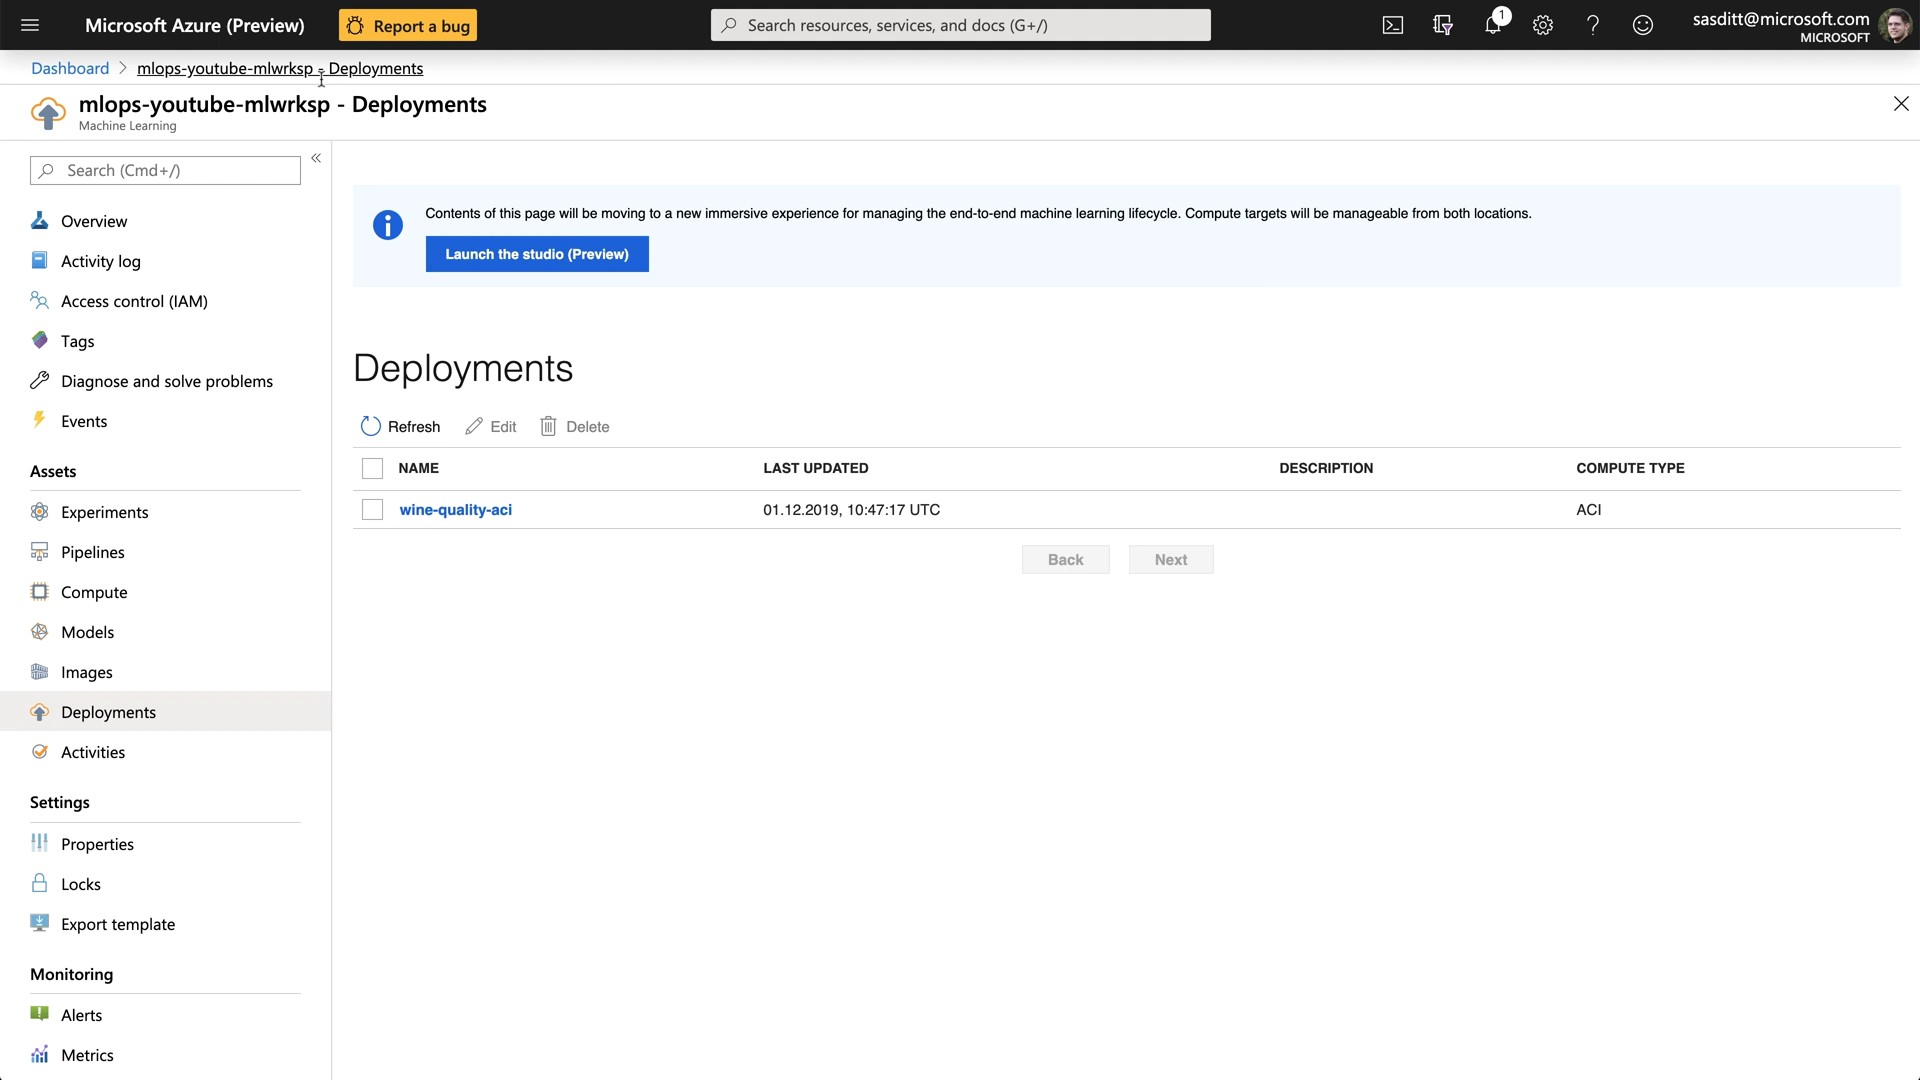 Microsoft Azure (Preview)
Report a bug
Search resources, services, and docs (G+/)
1
sasditt@microsoft.com
MICROSOFT
Dashboard > mlops-youtube-mlwrksp - Deployments
mlops-youtube-mlwrksp - Deployments
Machine Learning
Search (Cmd+/)
«
Overview
Activity log
Access control (IAM)
Tags
Diagnose and solve problems
Events
Assets
Experiments
Pipelines
Compute
Models
Images
Deployments
Activities
Settings
Properties
Locks
Export template
Monitoring
Alerts
Metrics
Contents of this page will be moving to a new immersive experience for managing the end-to-end machine learning lifecycle. Compute targets will be manageable from both locations.
Launch the studio (Preview)
Deployments
Refresh Edit Delete
NAME LAST UPDATED DESCRIPTION COMPUTE TYPE
wine-quality-aci 01.12.2019, 10:47:17 UTC ACI
Back Next